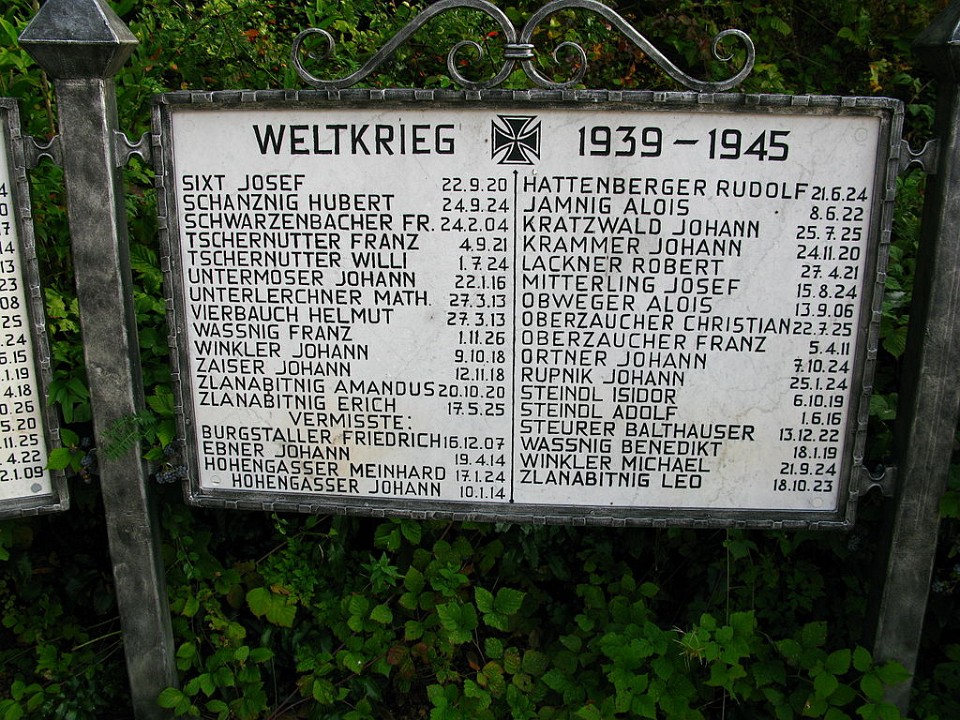 WELTKRIEG 1939 – 1945
SIXT JOSEF 22.9.20
SCHANZNIG HUBERT 24.9.24
SCHWARZENBACHER FR. 24.2.04
TSCHERNUTTER FRANZ 4.9.21
TSCHERNUTTER WILLI 1.7.24
UNTERMOSER JOHANN 22.1.16
UNTERLERCHNER MATH. 27.3.13
VIERBAUCH HELMUT 27.3.13
WASSNIG FRANZ 1.11.26
WINKLER JOHANN 9.10.18
ZAISER JOHANN 12.11.18
ZLANABITNIG AMANDUS 20.10.20
ZLANABITNIG ERICH 17.5.25
VERMISSTE:
BURGSTALLER FRIEDRICH 16.12.07
EBNER JOHANN 19.4.14
HOHENGASSER MEINHARD 17.1.24
HOHENGASSER JOHANN 10.1.14
HATTENBERGER RUDOLF 21.6.24
JAMNIG ALOIS 8.6.22
KRATZWALD JOHANN 25.7.25
KRAMMER JOHANN 24.11.20
LACKNER ROBERT 27.4.21
MITTERLING JOSEF 15.8.24
OBWEGER ALOIS 13.9.06
OBERZAUCHER CHRISTIAN 22.7.25
OBERZAUCHER FRANZ 5.4.11
ORTNER JOHANN 7.10.24
RUPNIK JOHANN 25.1.24
STEINDL ISIDOR 6.10.19
STEINDL ADOLF 1.6.16
STEURER BALTHAUSER 13.12.22
WASSNIG BENEDIKT 18.1.19
WINKLER MICHAEL 21.9.24
ZLANABITNIG LEO 18.10.23